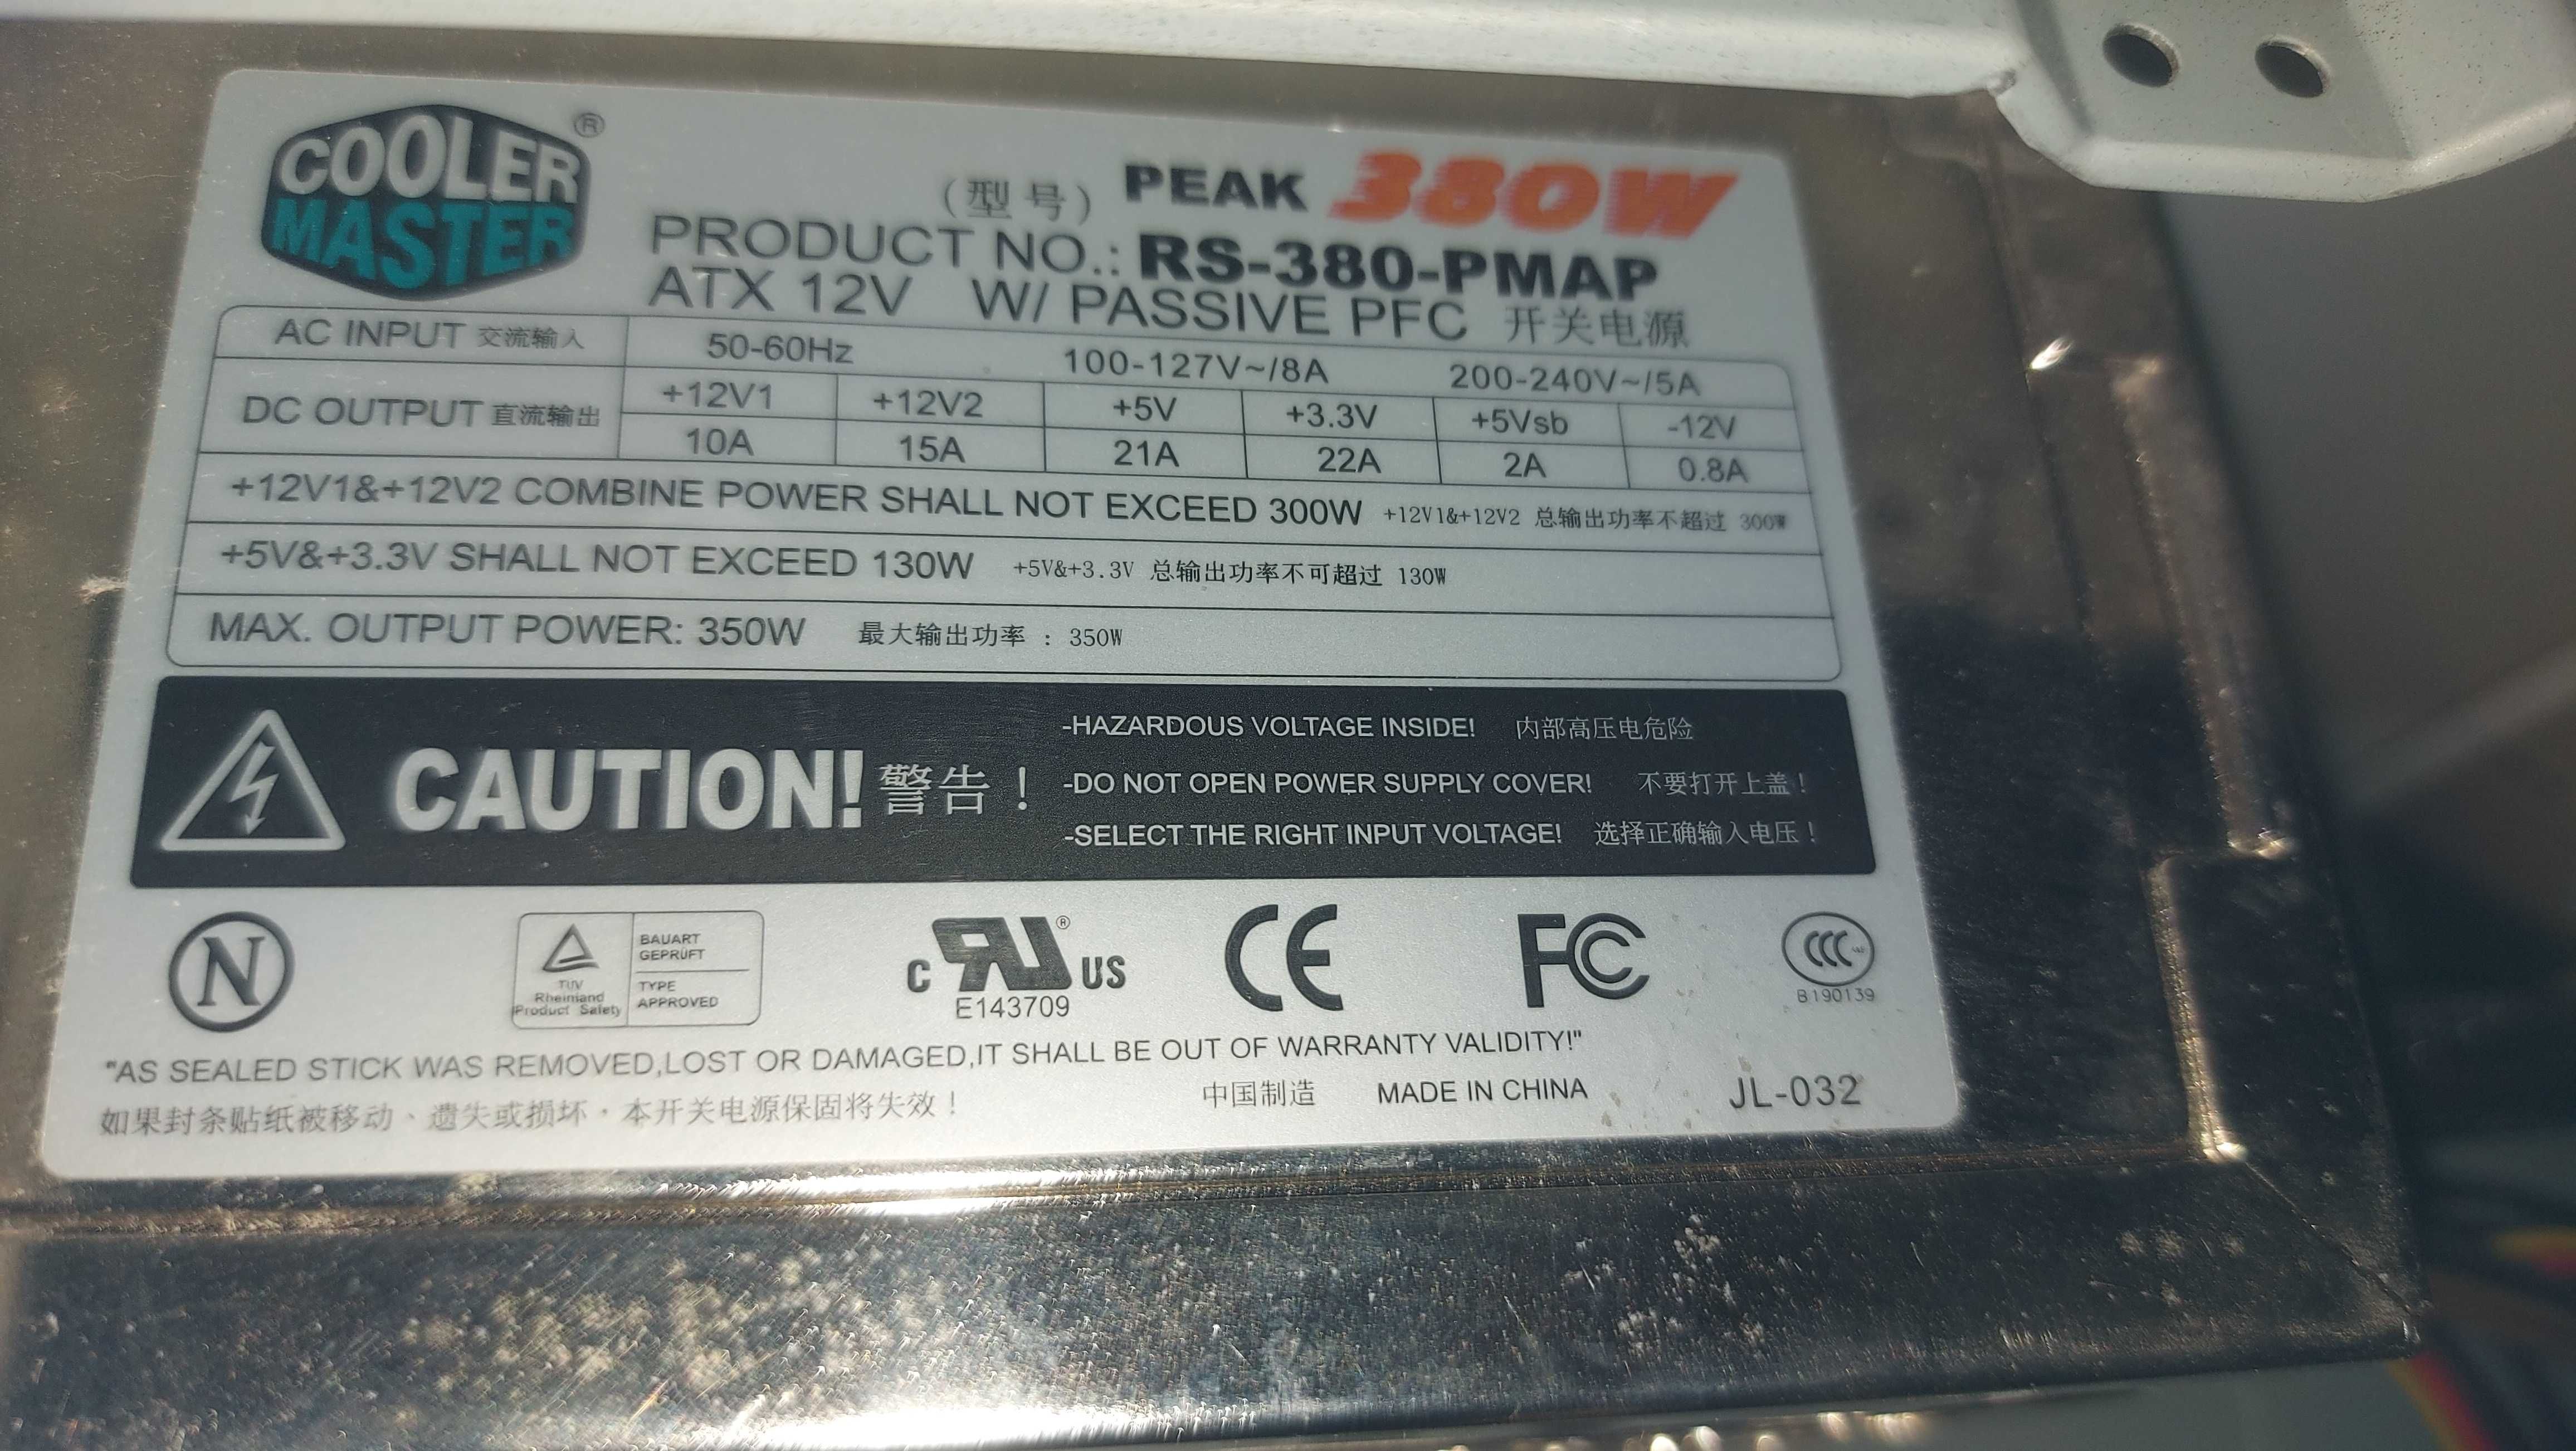 COOLER
MASTER®
(型号) PEAK 380W
PRODUCT NO.: RS-380-PMAP
ATX 12V W/ PASSIVE PFC 开关电源
AC INPUT 交流输入 50-60Hz 100-127V~/8A 200-240V~/5A
DC OUTPUT 直流输出 +12V1 +12V2 +5V +3.3V +5Vsb -12V
10A 15A 21A 22A 2A 0.8A
+12V1&+12V2 COMBINE POWER SHALL NOT EXCEED 300W +12V1&+12V2 总输出功率不超过 300W
+5V&+3.3V SHALL NOT EXCEED 130W +5V&+3.3V 总输出功率不可超过 130W
MAX. OUTPUT POWER: 350W 最大输出功率 : 350W
CAUTION! 警告！
-HAZARDOUS VOLTAGE INSIDE! 内部高压电危险
-DO NOT OPEN POWER SUPPLY COVER! 不要打开上盖！
-SELECT THE RIGHT INPUT VOLTAGE! 选择正确输入电压！
N
TÜV
Rheinland
Product Safety
BAUART
GEPRÜFT
TYPE
APPROVED
c RU® US
E143709
CE
FC
CCC
B190139
"AS SEALED STICK WAS REMOVED,LOST OR DAMAGED,IT SHALL BE OUT OF WARRANTY VALIDITY!"
如果封条贴纸被移动、遗失或损坏，本开关电源保固将失效！ 中国制造 MADE IN CHINA JL-032